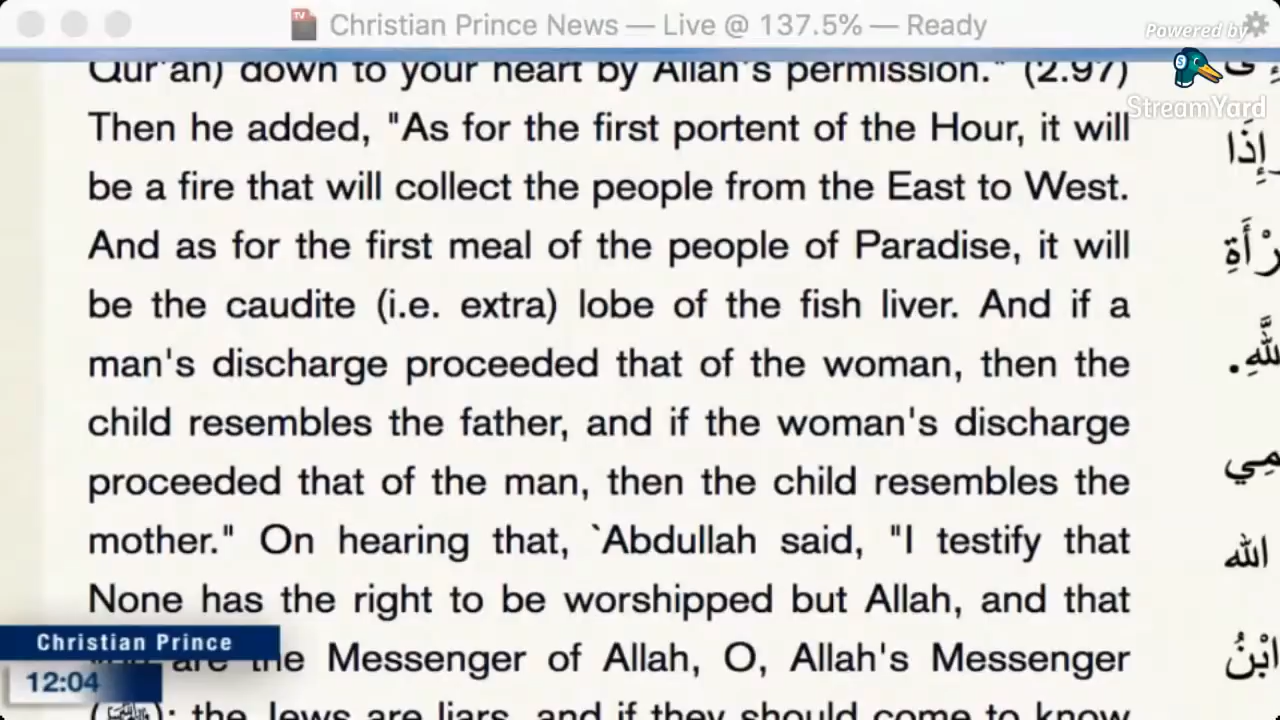 Christian Prince News — Live @ 137.5% — Ready
Powered by
StreamYard
Qur'an) down to your heart by Allah's permission." (2.97)
Then he added, "As for the first portent of the Hour, it will
be a fire that will collect the people from the East to West.
And as for the first meal of the people of Paradise, it will
be the caudite (i.e. extra) lobe of the fish liver. And if a
man's discharge proceeded that of the woman, then the
child resembles the father, and if the woman's discharge
proceeded that of the man, then the child resembles the
mother." On hearing that, `Abdullah said, "I testify that
None has the right to be worshipped but Allah, and that
are the Messenger of Allah, O, Allah's Messenger
(ﷺ); the Jews are liars, and if they should come to know
إِذَا
اللَّهِ.
الله
ابْنُ
Christian Prince
12:04